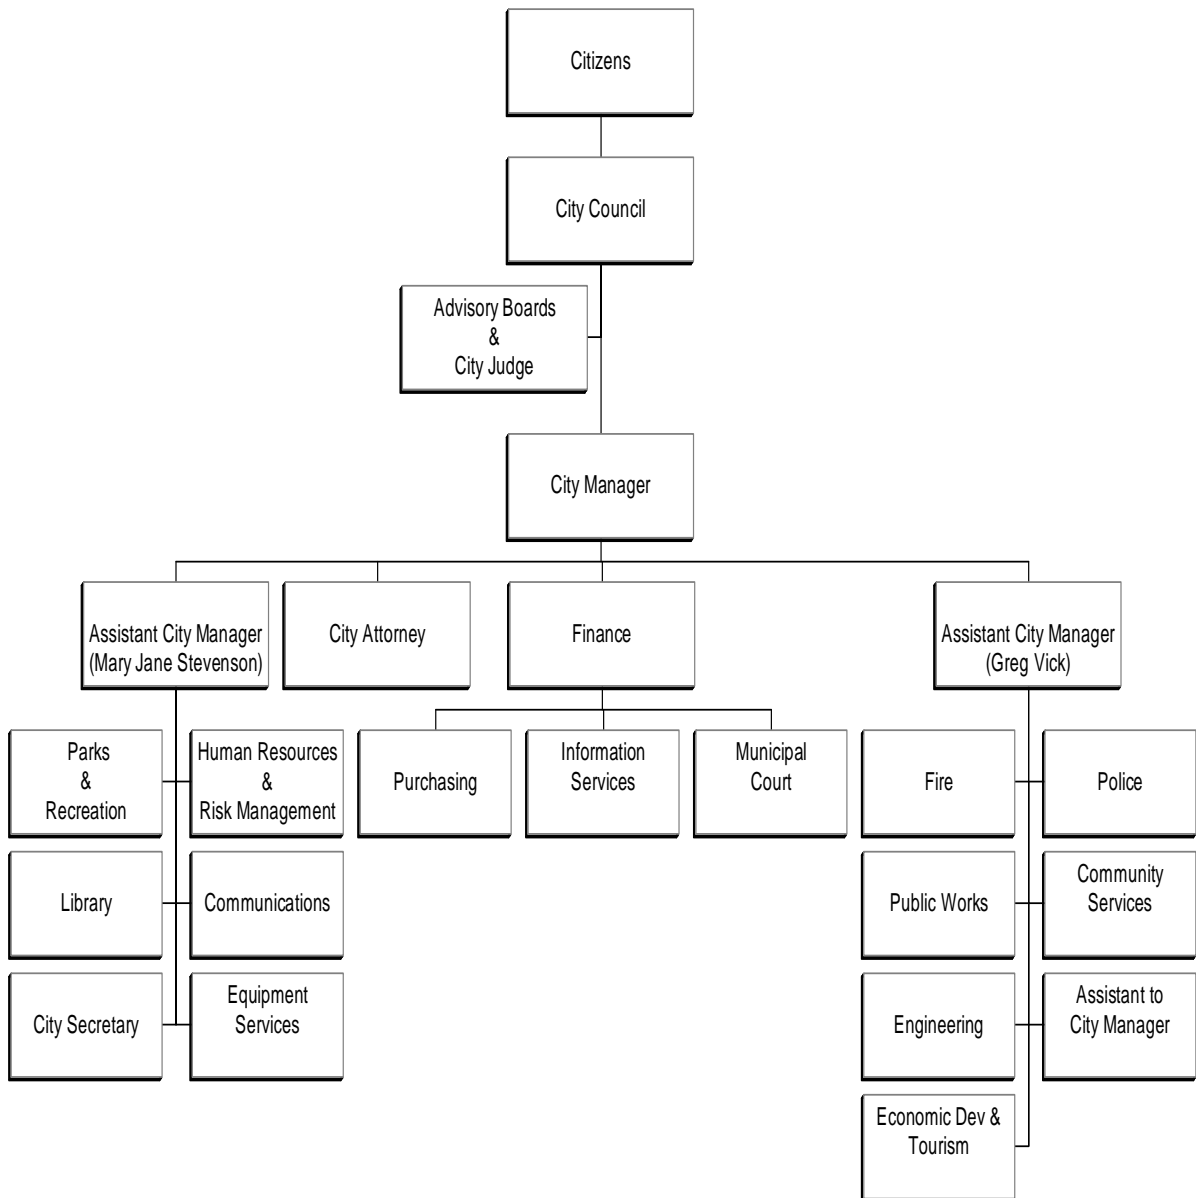 Citizens
City Council
Advisory Boards
&
City Judge
City Manager
Assistant City Manager
(Mary Jane Stevenson)
City Attorney
Finance
Assistant City Manager
(Greg Vick)
Parks
&
Recreation
Human Resources
&
Risk Management
Purchasing
Information
Services
Municipal
Court
Fire
Police
Library
Communications
Public Works
Community
Services
City Secretary
Equipment
Services
Engineering
Assistant to
City Manager
Economic Dev &
Tourism